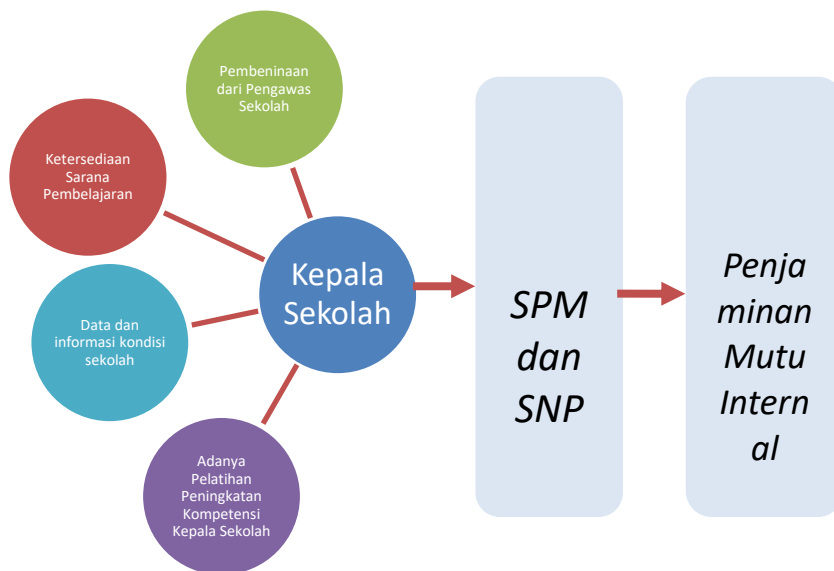 Pembeninaan
dari Pengawas
Sekolah
Ketersediaan
Sarana
Pembelajaran
Kepala
Sekolah
Data dan
informasi kondisi
sekolah
Adanya
Pelatihan
Peningkatan
Kompetensi
Kepala Sekolah
SPM
dan
SNP
Penja
minan
Mutu
Intern
al